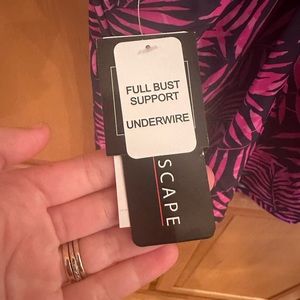 FULL BUST
SUPPORT
UNDERWIRE
SCAPE